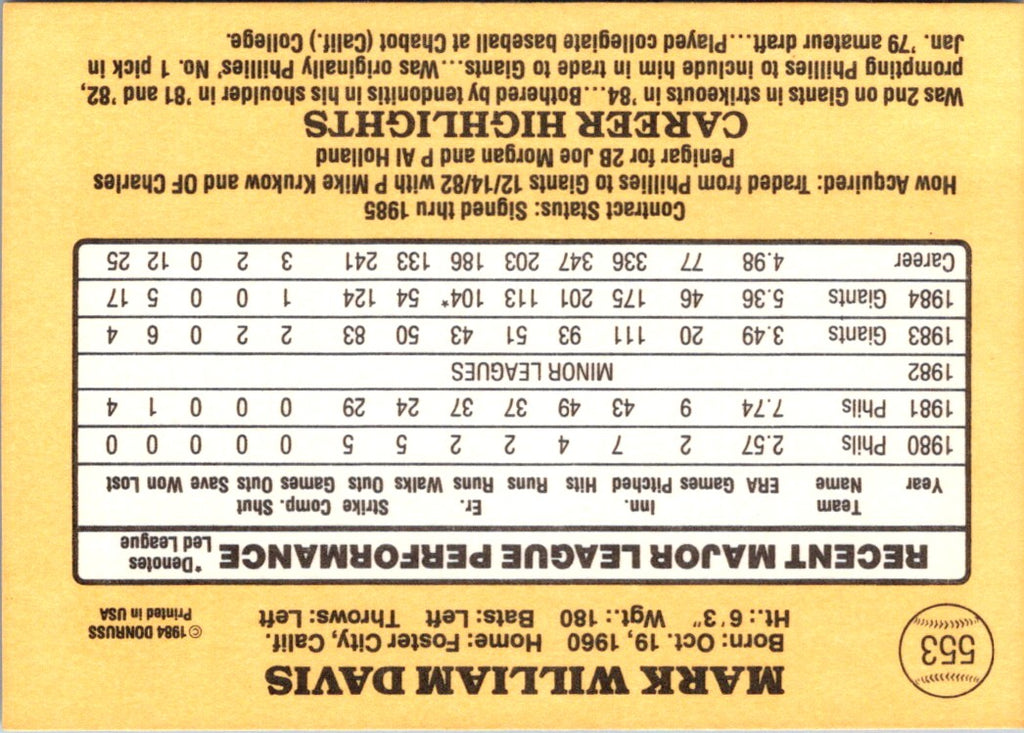 553
MARK WILLIAM DAVIS
Born: Oct. 19, 1960 Home: Foster City, Calif.
Ht.: 6'3" Wgt.: 180 Bats: Left Throws: Left
©1984 DONRUSS
Printed in USA
RECENT MAJOR LEAGUE PERFORMANCE *Denotes Led League
Year Team Name ERA Games Inn. Pitched Hits Runs Er. Runs Walks Strike Outs Comp. Games Shut Outs Save Won Lost
1980 Phils 2.57 2 7 4 2 2 5 5 0 0 0 0 0
1981 Phils 7.74 9 43 49 37 37 24 29 0 0 0 1 4
1982 MINOR LEAGUES
1983 Giants 3.49 20 111 93 51 43 50 83 2 2 0 6 4
1984 Giants 5.36 46 175 201 113 104* 54 124 1 0 0 5 17
Career 4.98 77 336 347 203 186 133 241 3 2 0 12 25
Contract Status: Signed thru 1985
How Acquired: Traded from Phillies to Giants 12/14/82 with P Mike Krukow and OF Charles
Penigar for 2B Joe Morgan and P Al Holland
CAREER HIGHLIGHTS
Was 2nd on Giants in strikeouts in '84...Bothered by tendonitis in his shoulder in '81 and '82,
prompting Phillies to include him in trade to Giants...Was originally Phillies' No. 1 pick in
Jan. '79 amateur draft...Played collegiate baseball at Chabot (Calif.) College.